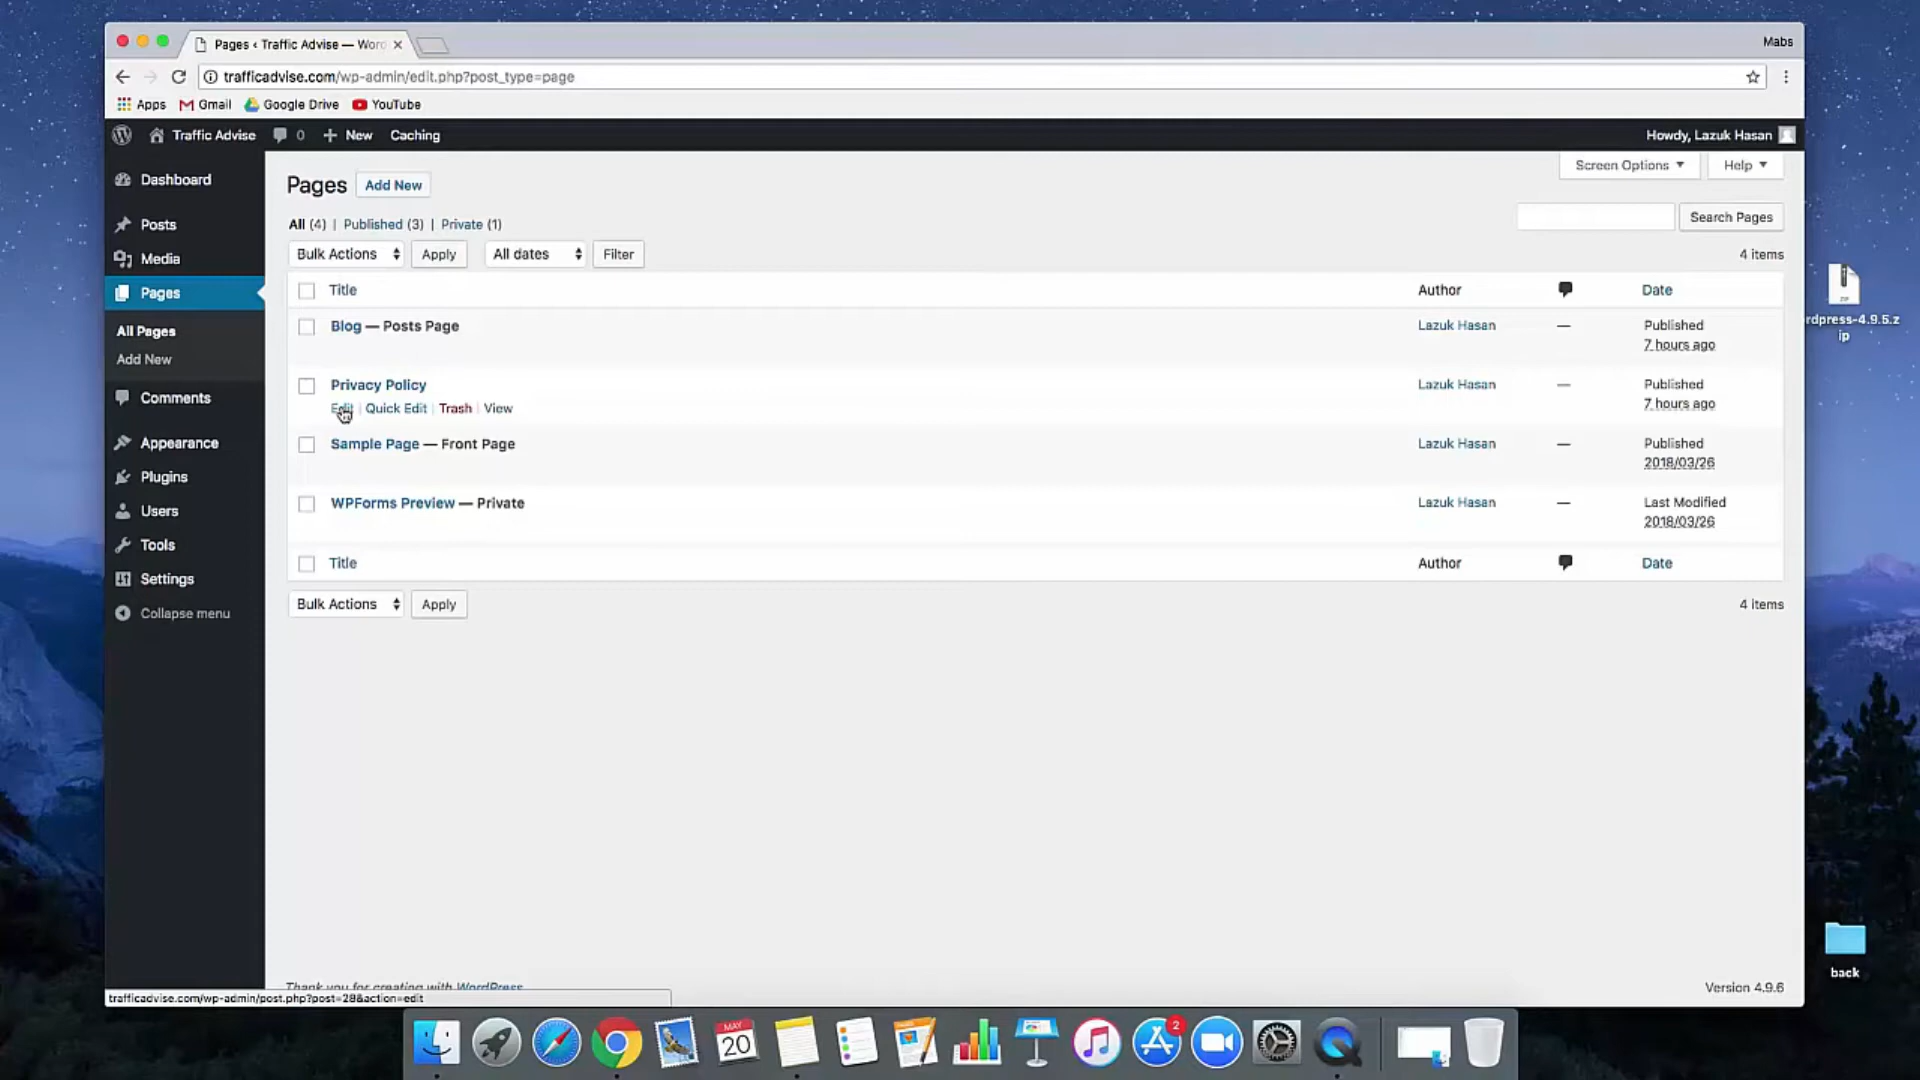 Pages ‹ Traffic Advise — Word
Mabs
trafficadvise.com/wp-admin/edit.php?post_type=page
Apps Gmail Google Drive YouTube
Traffic Advise 0 + New Caching
Howdy, Lazuk Hasan
Dashboard
Posts
Media
Pages
All Pages
Add New
Comments
Appearance
Plugins
Users
Tools
Settings
Collapse menu
Screen Options Help
Pages Add New
All (4) | Published (3) | Private (1)
Search Pages
Bulk Actions Apply All dates Filter
4 items
Title Author Date
Blog — Posts Page Lazuk Hasan — Published
7 hours ago
Privacy Policy Lazuk Hasan — Published
Edit | Quick Edit | Trash | View 7 hours ago
Sample Page — Front Page Lazuk Hasan — Published
2018/03/26
WPForms Preview — Private Lazuk Hasan — Last Modified
2018/03/26
Title Author Date
Bulk Actions Apply
4 items
Thank you for creating with WordPress
Version 4.9.6
trafficadvise.com/wp-admin/post.php?post=28&action=edit
ZIP
rdpress-4.9.5.z
ip
back
MAY
20
2